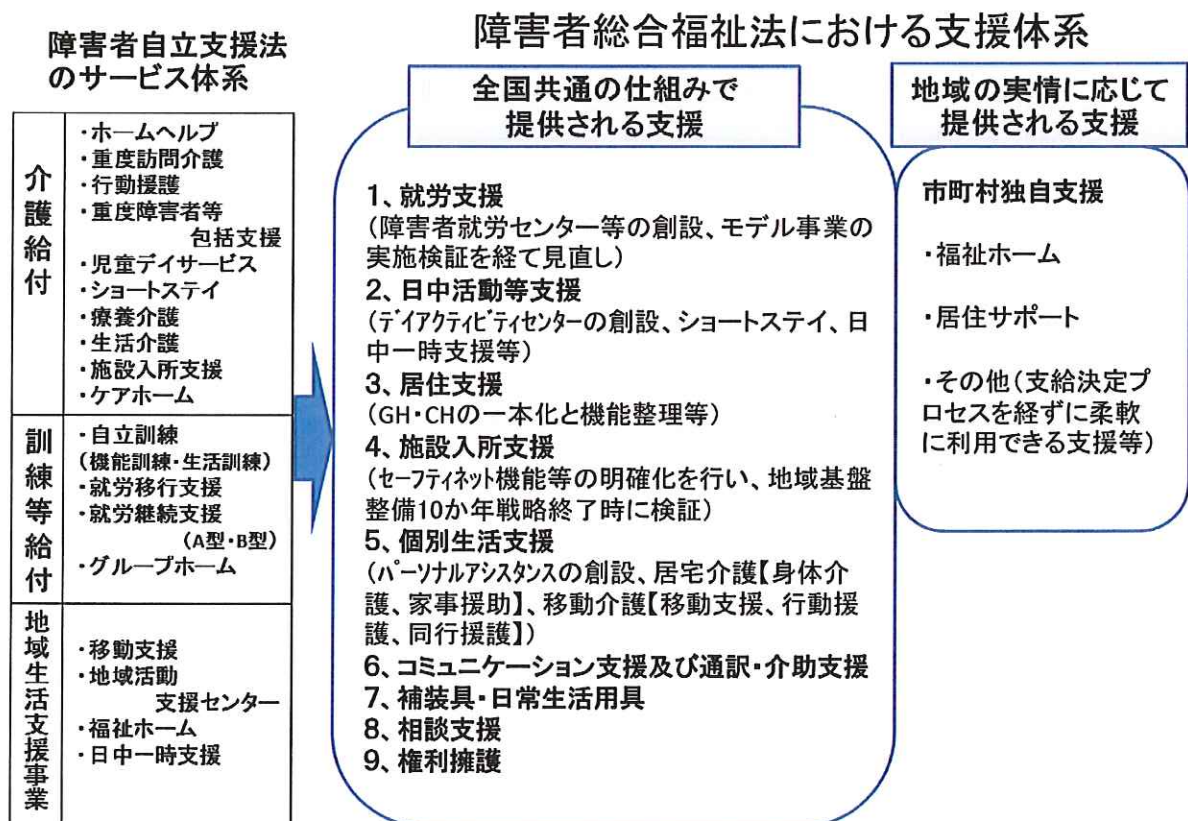 障害者自立支援法
のサービス体系
介護給付
・ホームヘルプ
・重度訪問介護
・行動援護
・重度障害者等
包括支援
・児童デイサービス
・ショートステイ
・療養介護
・生活介護
・施設入所支援
・ケアホーム
訓練等給付
・自立訓練
(機能訓練・生活訓練)
・就労移行支援
・就労継続支援
(A型・B型)
・グループホーム
地域生活支援事業
・移動支援
・地域活動
支援センター
・福祉ホーム
・日中一時支援
障害者総合福祉法における支援体系
全国共通の仕組みで
提供される支援
1、就労支援
(障害者就労センター等の創設、モデル事業の
実施検証を経て見直し)
2、日中活動等支援
(デイアクティビティセンターの創設、ショートステイ、日
中一時支援等)
3、居住支援
(GH・CHの一本化と機能整理等)
4、施設入所支援
(セーフティネット機能等の明確化を行い、地域基盤
整備10か年戦略終了時に検証)
5、個別生活支援
(パーソナルアシスタンスの創設、居宅介護【身体介
護、家事援助】、移動介護【移動支援、行動援
護、同行援護】)
6、コミュニケーション支援及び通訳・介助支援
7、補装具・日常生活用具
8、相談支援
9、権利擁護
地域の実情に応じて
提供される支援
市町村独自支援
・福祉ホーム
・居住サポート
・その他(支給決定プ
ロセスを経ずに柔軟
に利用できる支援等)